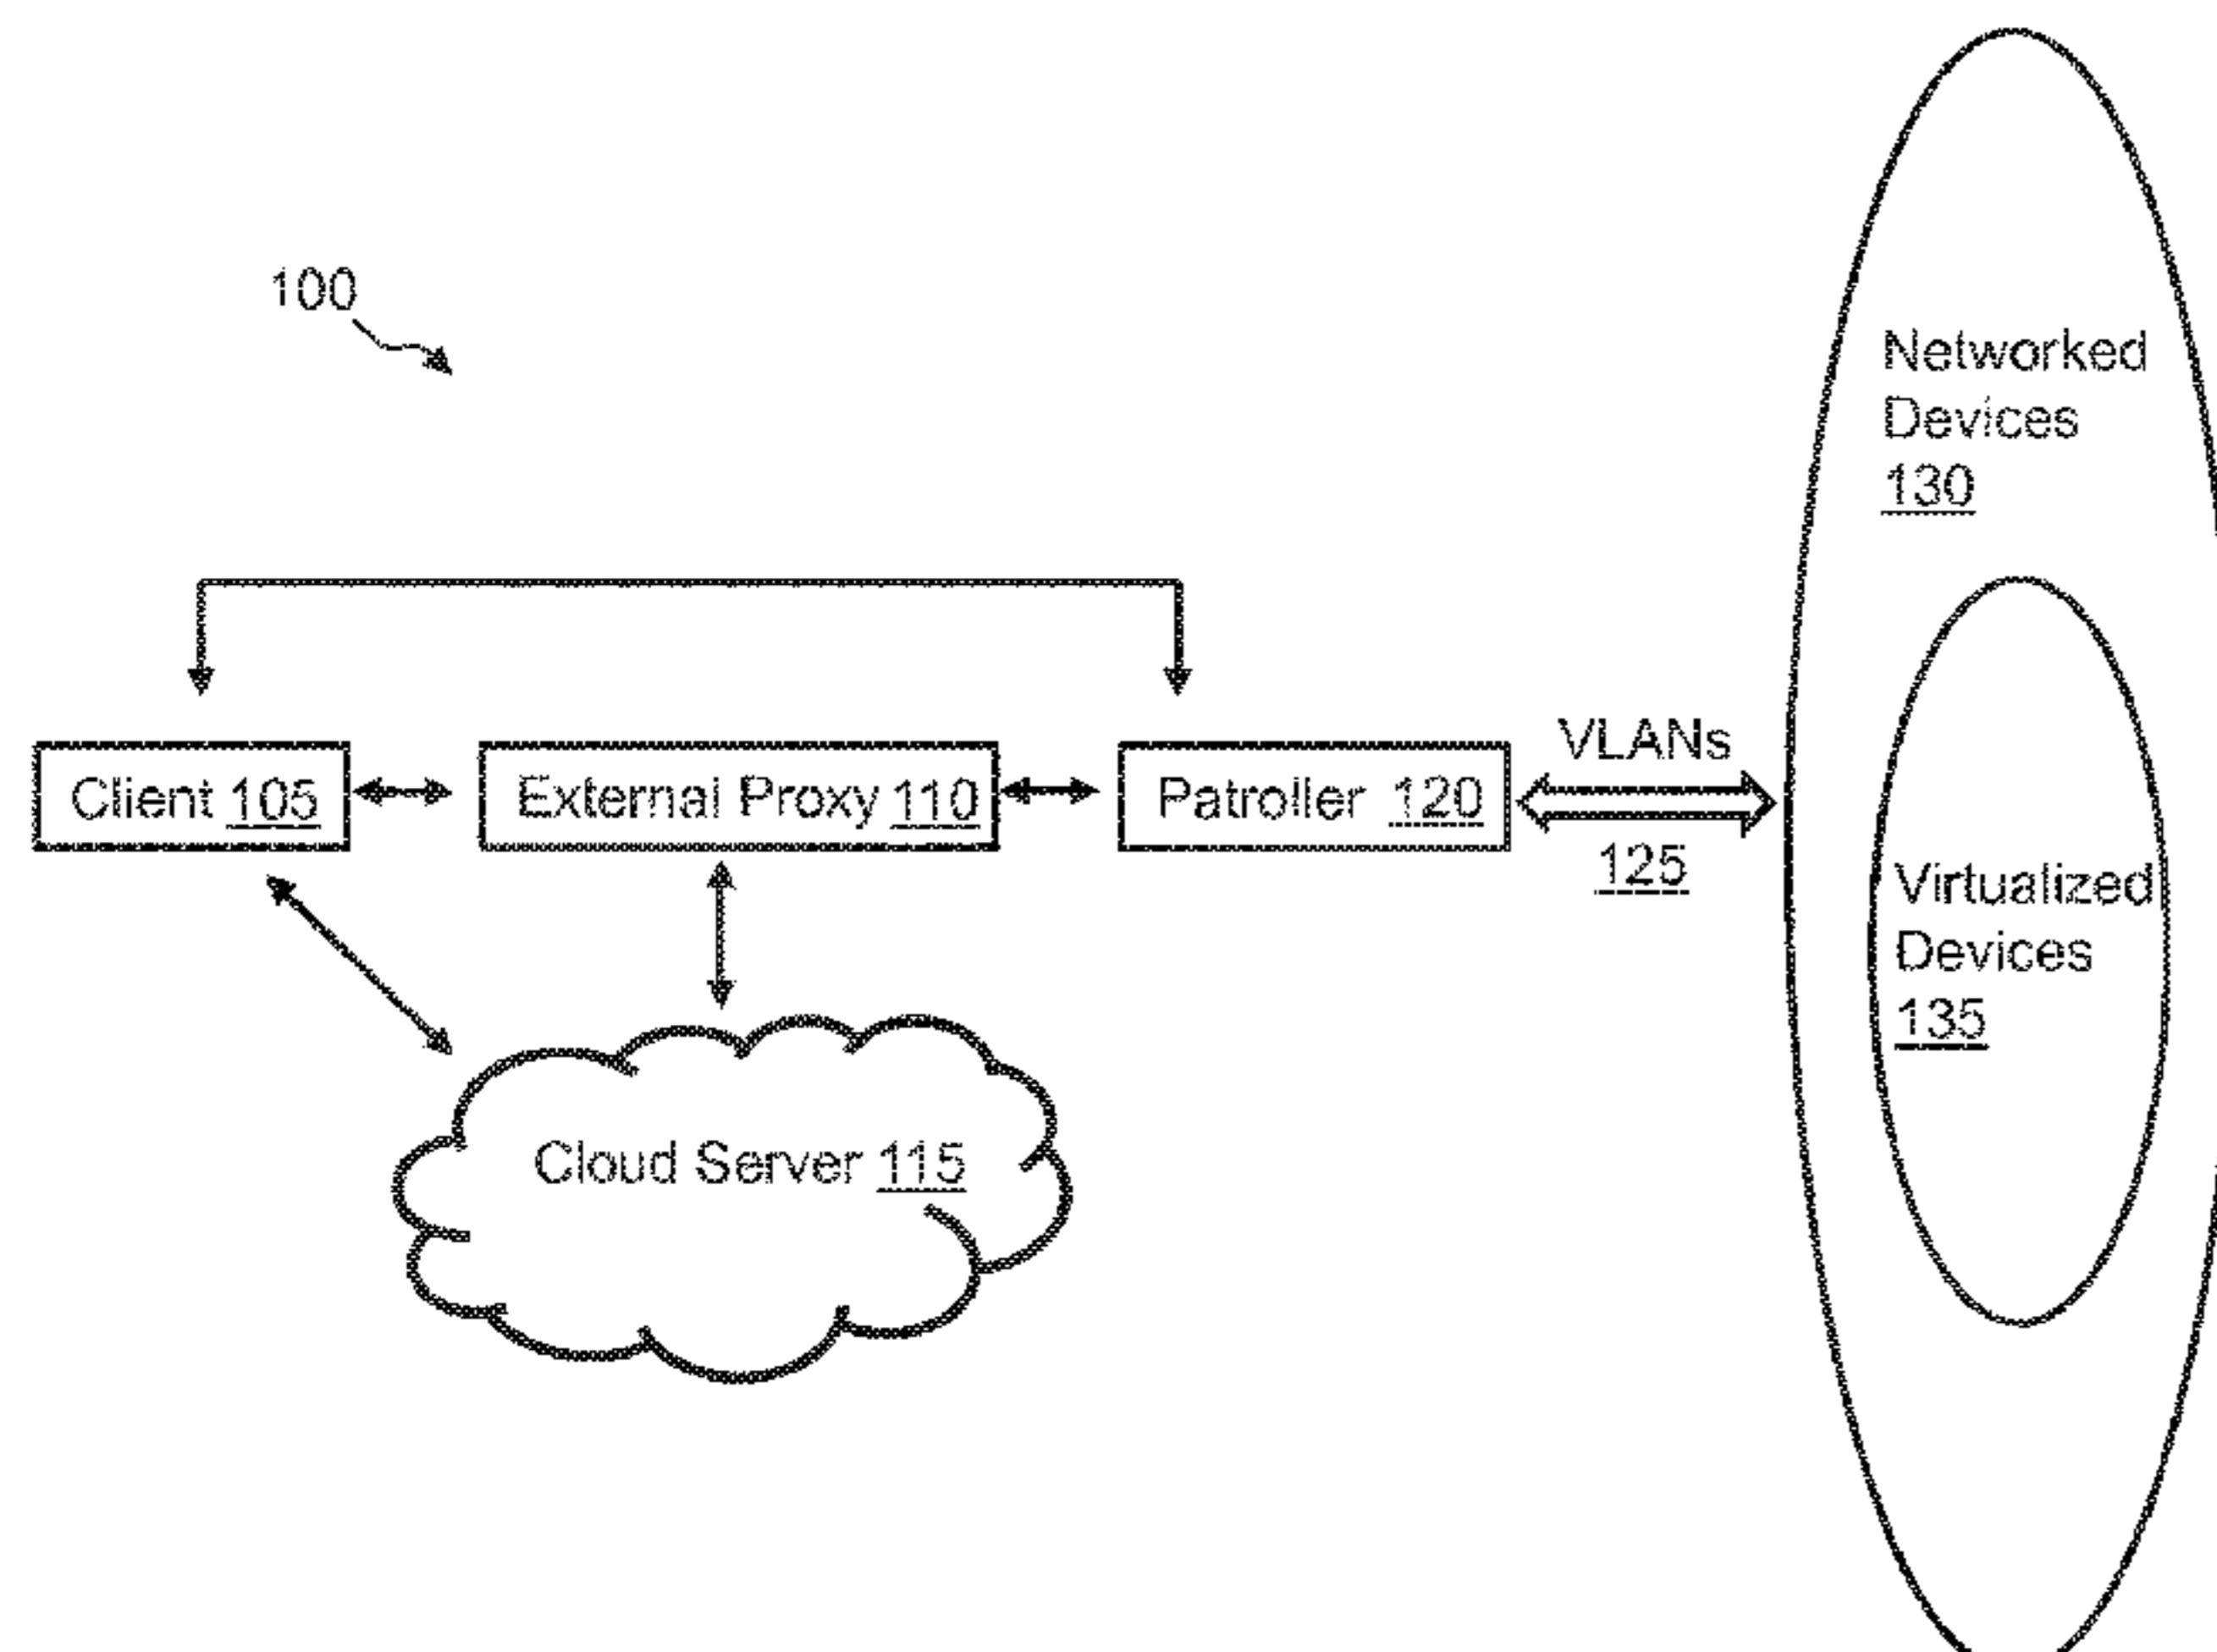 100
Networked
Devices
130
Client 105
External Proxy 110
Patroller 120
VLANs
125
Virtualized
Devices
135
Cloud Server 115